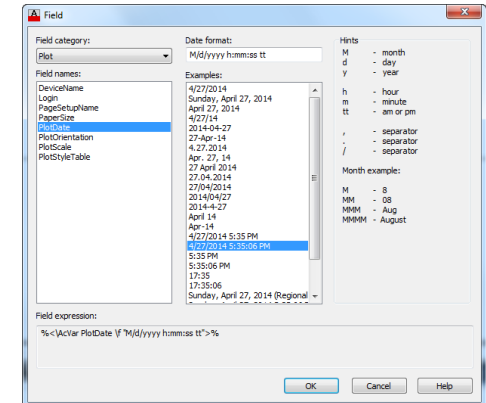 Field
Field category:
Plot
Field names:
DeviceName
Login
PageSetupName
PaperSize
PlotDate
PlotOrientation
PlotScale
PlotStyleTable
Date format:
M/d/yyyy h:mm:ss tt
Examples:
4/27/2014
Sunday, April 27, 2014
April 27, 2014
4/27/14
2014-04-27
27-Apr-14
4.27.2014
Apr. 27, 14
27 April 2014
27.04.2014
27/04/2014
2014/04/27
2014-4-27
April 14
Apr-14
4/27/2014 5:35 PM
4/27/2014 5:35:06 PM
5:35 PM
5:35:06 PM
17:35
17:35:06
Sunday, April 27, 2014 (Regional
Hints
M - month
d - day
y - year
h - hour
m - minute
tt - am or pm
, - separator
. - separator
/ - separator
Month example:
M - 8
MM - 08
MMM - Aug
MMMM - August
Field expression:
%<\AcVar PlotDate \f "M/d/yyyy h:mm:ss tt">%
OK
Cancel
Help